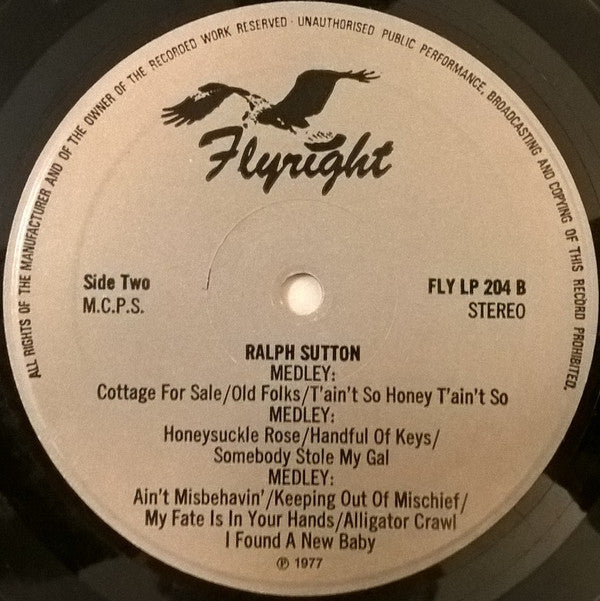 ALL RIGHTS OF THE MANUFACTURER AND OF THE OWNER OF THE RECORDED WORK RESERVED · UNAUTHORISED PUBLIC PERFORMANCE, BROADCASTING AND COPYING OF THIS RECORD PROHIBITED.
Flyright
Side Two
M.C.P.S.
FLY LP 204 B
STEREO
RALPH SUTTON
MEDLEY:
Cottage For Sale/Old Folks/T'ain't So Honey T'ain't So
MEDLEY:
Honeysuckle Rose/Handful Of Keys/
Somebody Stole My Gal
MEDLEY:
Ain't Misbehavin'/Keeping Out Of Mischief/
My Fate Is In Your Hands/Alligator Crawl
I Found A New Baby
℗ 1977